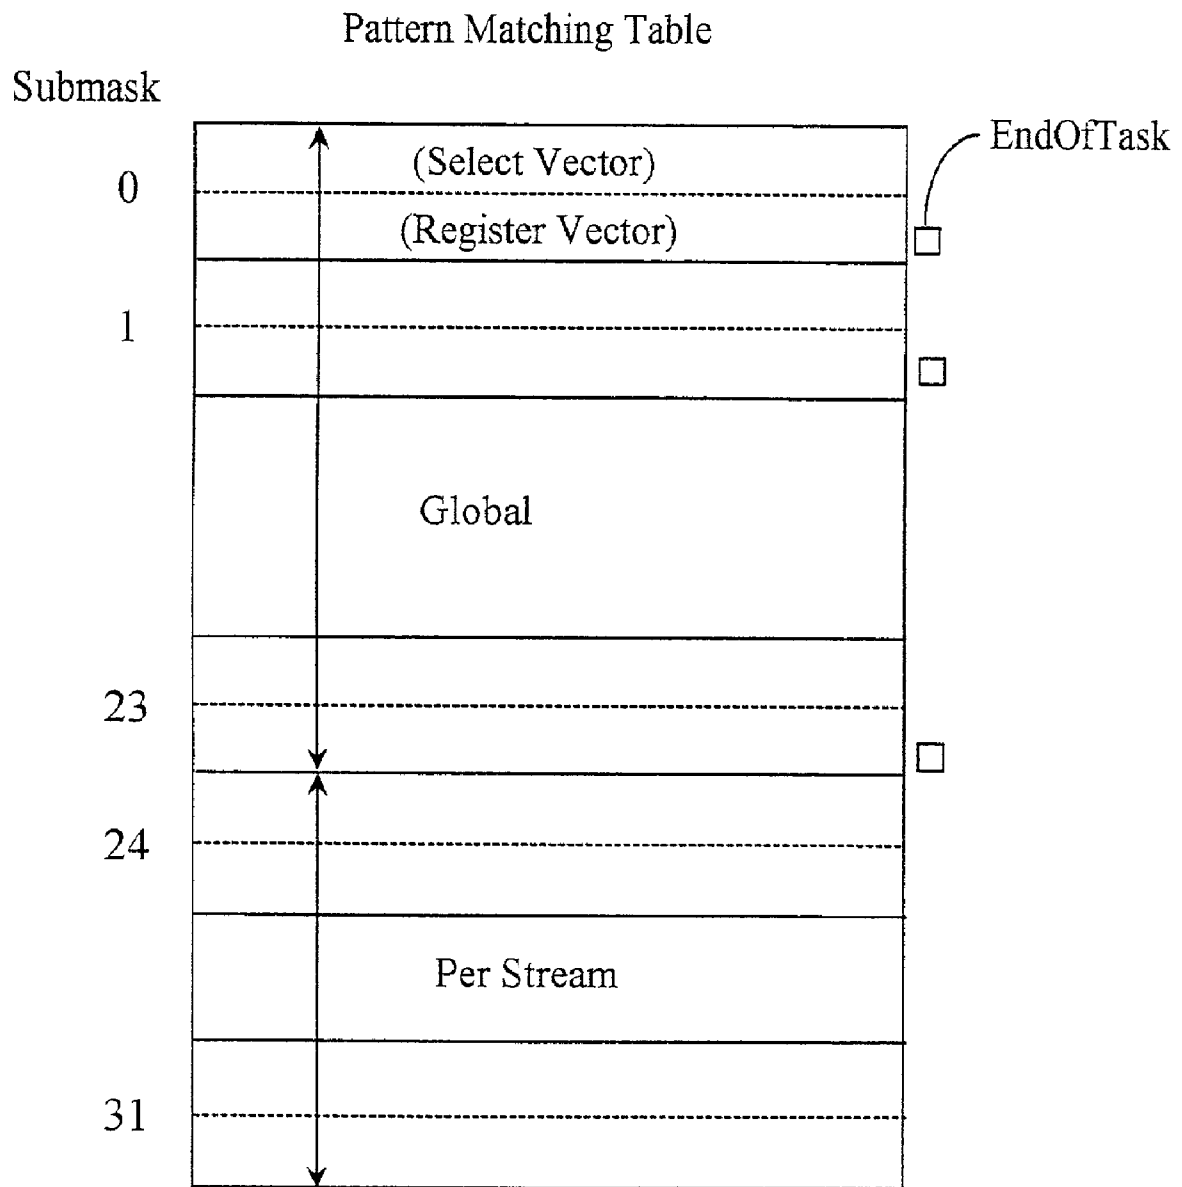 Pattern Matching Table
Submask
EndOfTask
0
(Select Vector)
(Register Vector)
1
Global
23
24
Per Stream
31